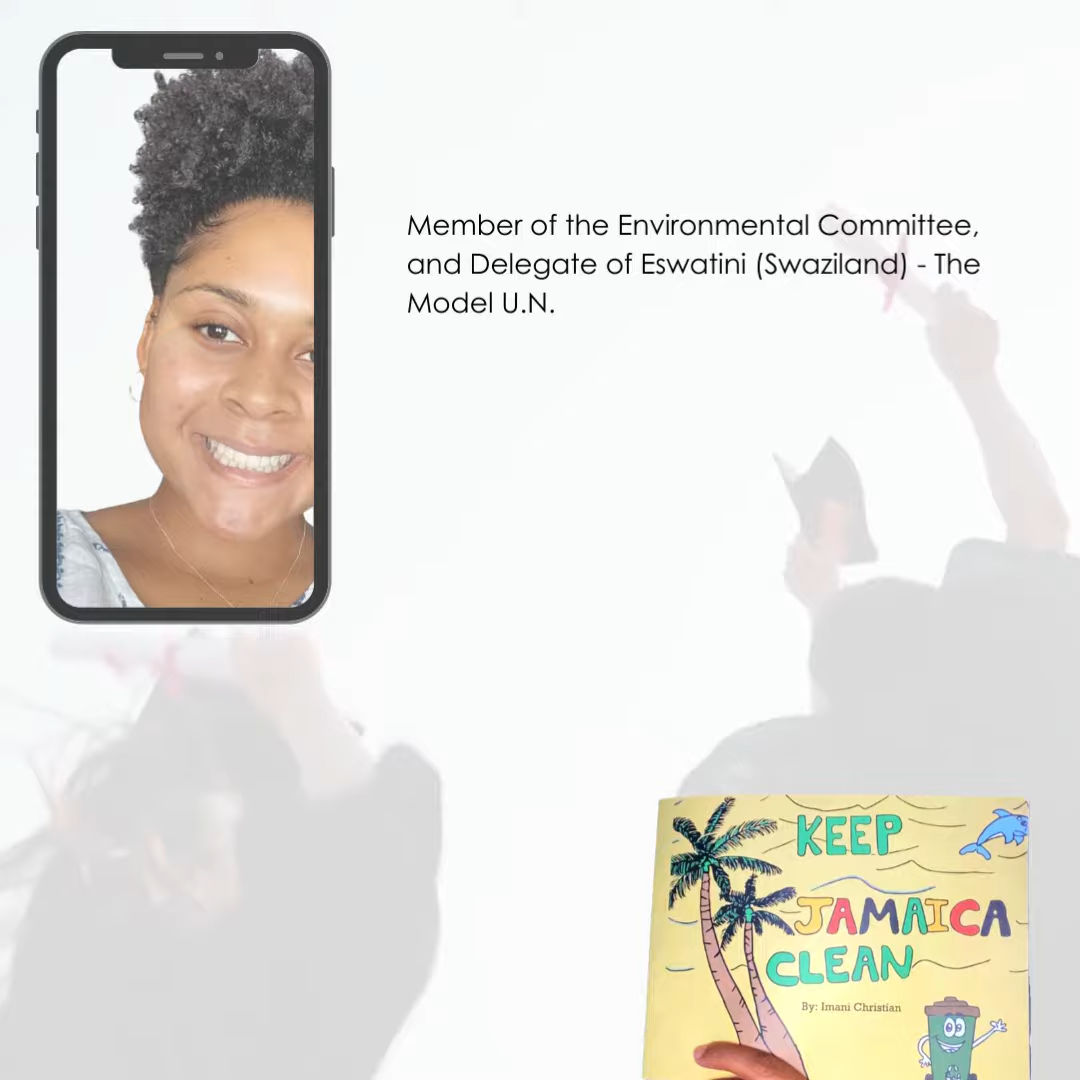 Member of the Environmental Committee,
and Delegate of Eswatini (Swaziland) - The
Model U.N.
KEEP
JAMAICA
CLEAN
By: Imani Christian